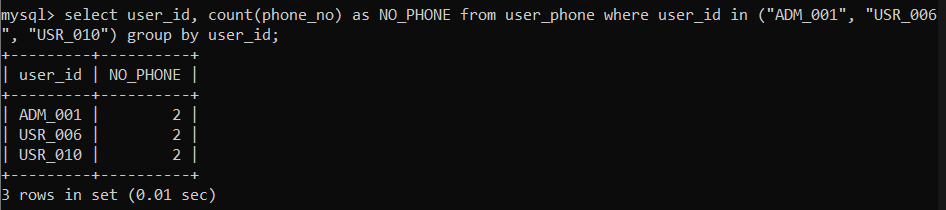 mysql> select user_id, count(phone_no) as NO_PHONE from user_phone where user_id in ("ADM_001", "USR_006
", "USR_010") group by user_id;
+---------+----------+
| user_id | NO_PHONE |
+---------+----------+
| ADM_001 |        2 |
| USR_006 |        2 |
| USR_010 |        2 |
+---------+----------+
3 rows in set (0.01 sec)